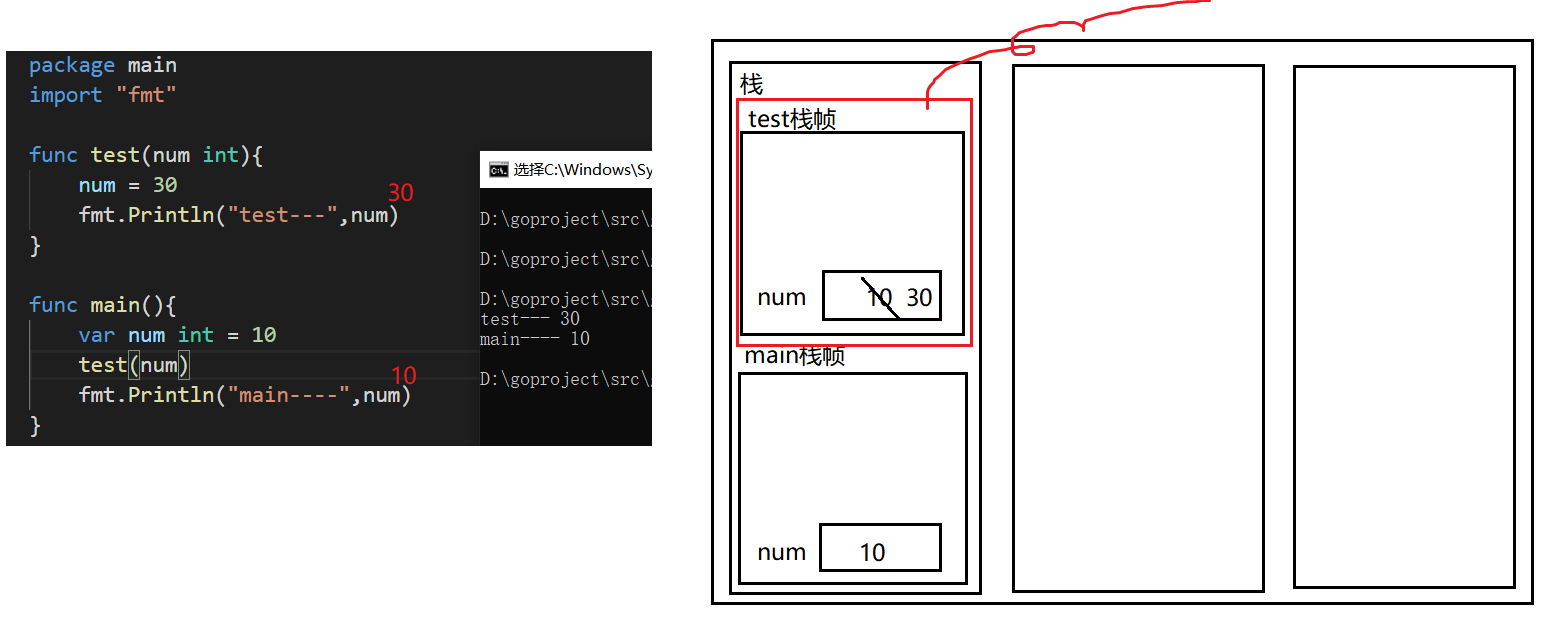 package main
import "fmt"
func test(num int){
num = 30
30
fmt.Println("test---",num)
}
func main(){
var num int = 10
test(num)
10
fmt.Println("main----",num)
}
选择C:\Windows\Sy
D:\goproject\src\
D:\goproject\src\
D:\goproject\src\
test--- 30
main---- 10
D:\goproject\src\
栈
test栈帧
num 10 30
main栈帧
num 10